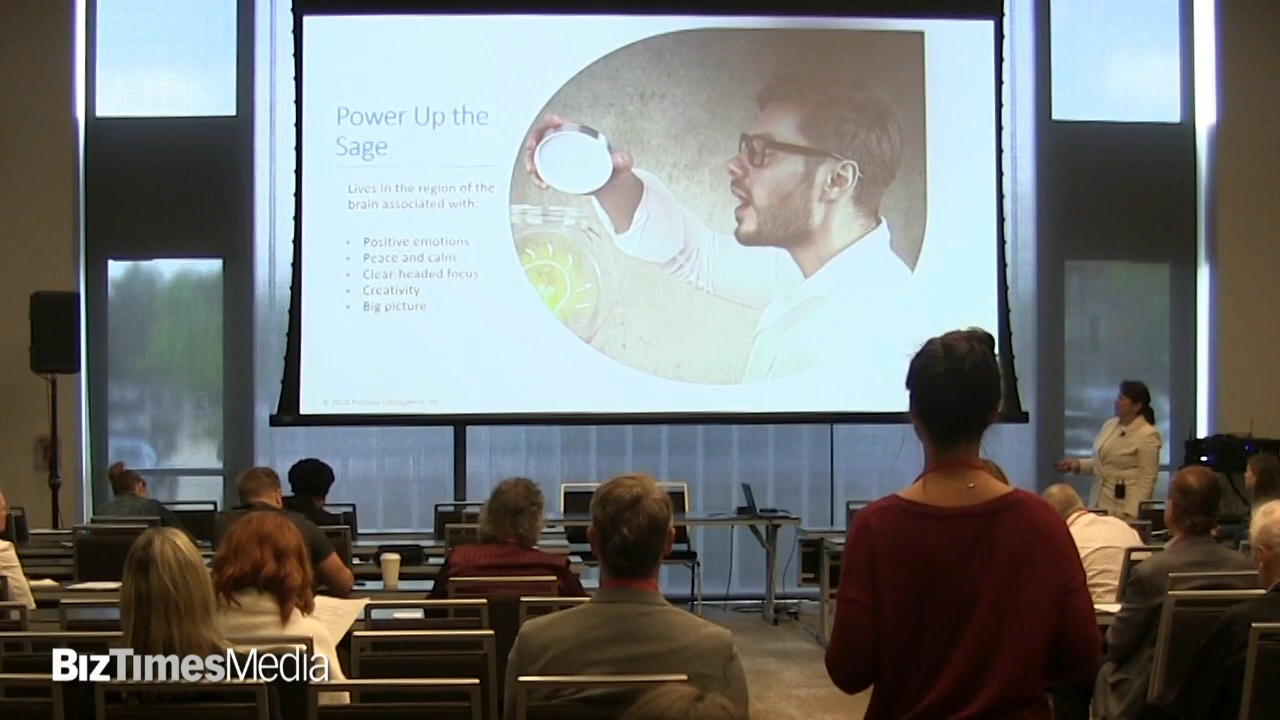 Power Up the
Sage
Lives in the region of the
brain associated with:
• Positive emotions
• Peace and calm
• Clear-headed focus
• Creativity
• Big picture
BizTimesMedia